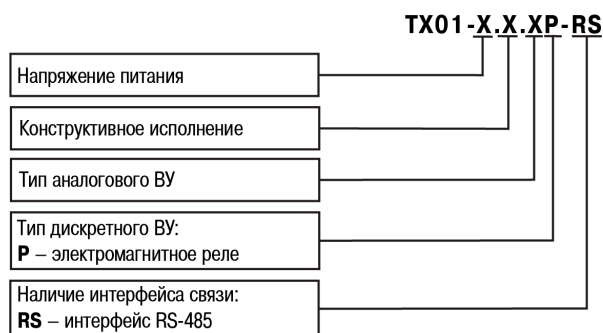 ТХ01-Х.Х.ХР-RS
Напряжение питания
Конструктивное исполнение
Тип аналогового ВУ
Тип дискретного ВУ:
Р – электромагнитное реле
Наличие интерфейса связи:
RS – интерфейс RS-485